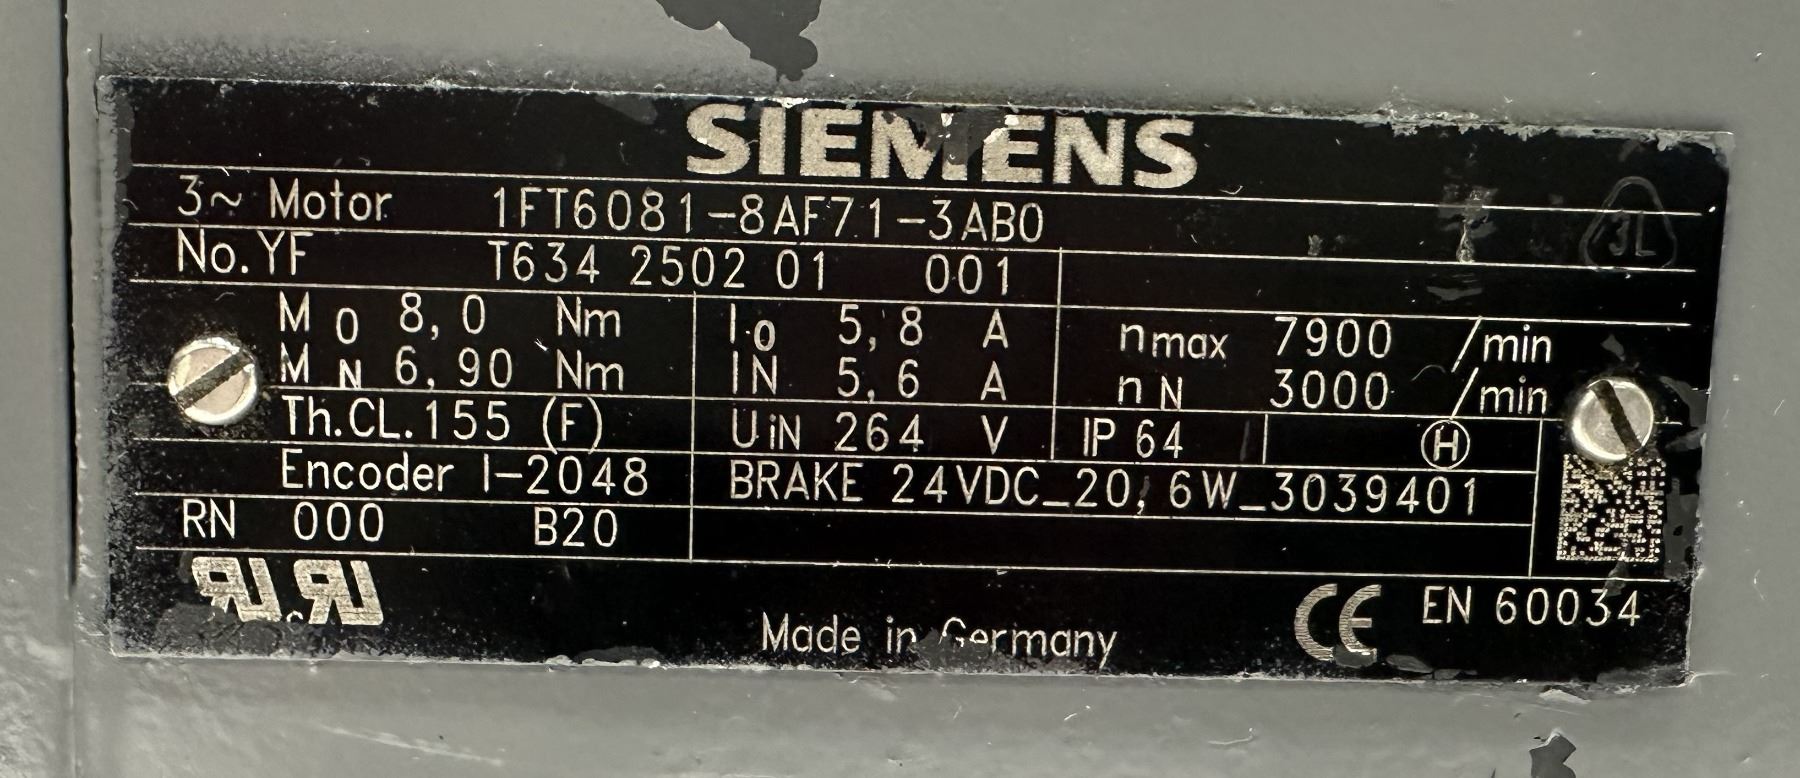 SIEMENS
3~ Motor 1FT6081-8AF71-3AB0
No.YF T634 2502 01 001
M0 8,0 Nm I0 5,8 A nmax 7900 /min
MN 6,90 Nm IN 5,6 A nN 3000 /min
Th.CL.155 (F) UiN 264 V IP 64 H
Encoder I-2048 BRAKE 24VDC_20,6W_3039401
RN 000 B20
CE EN 60034
Made in Germany